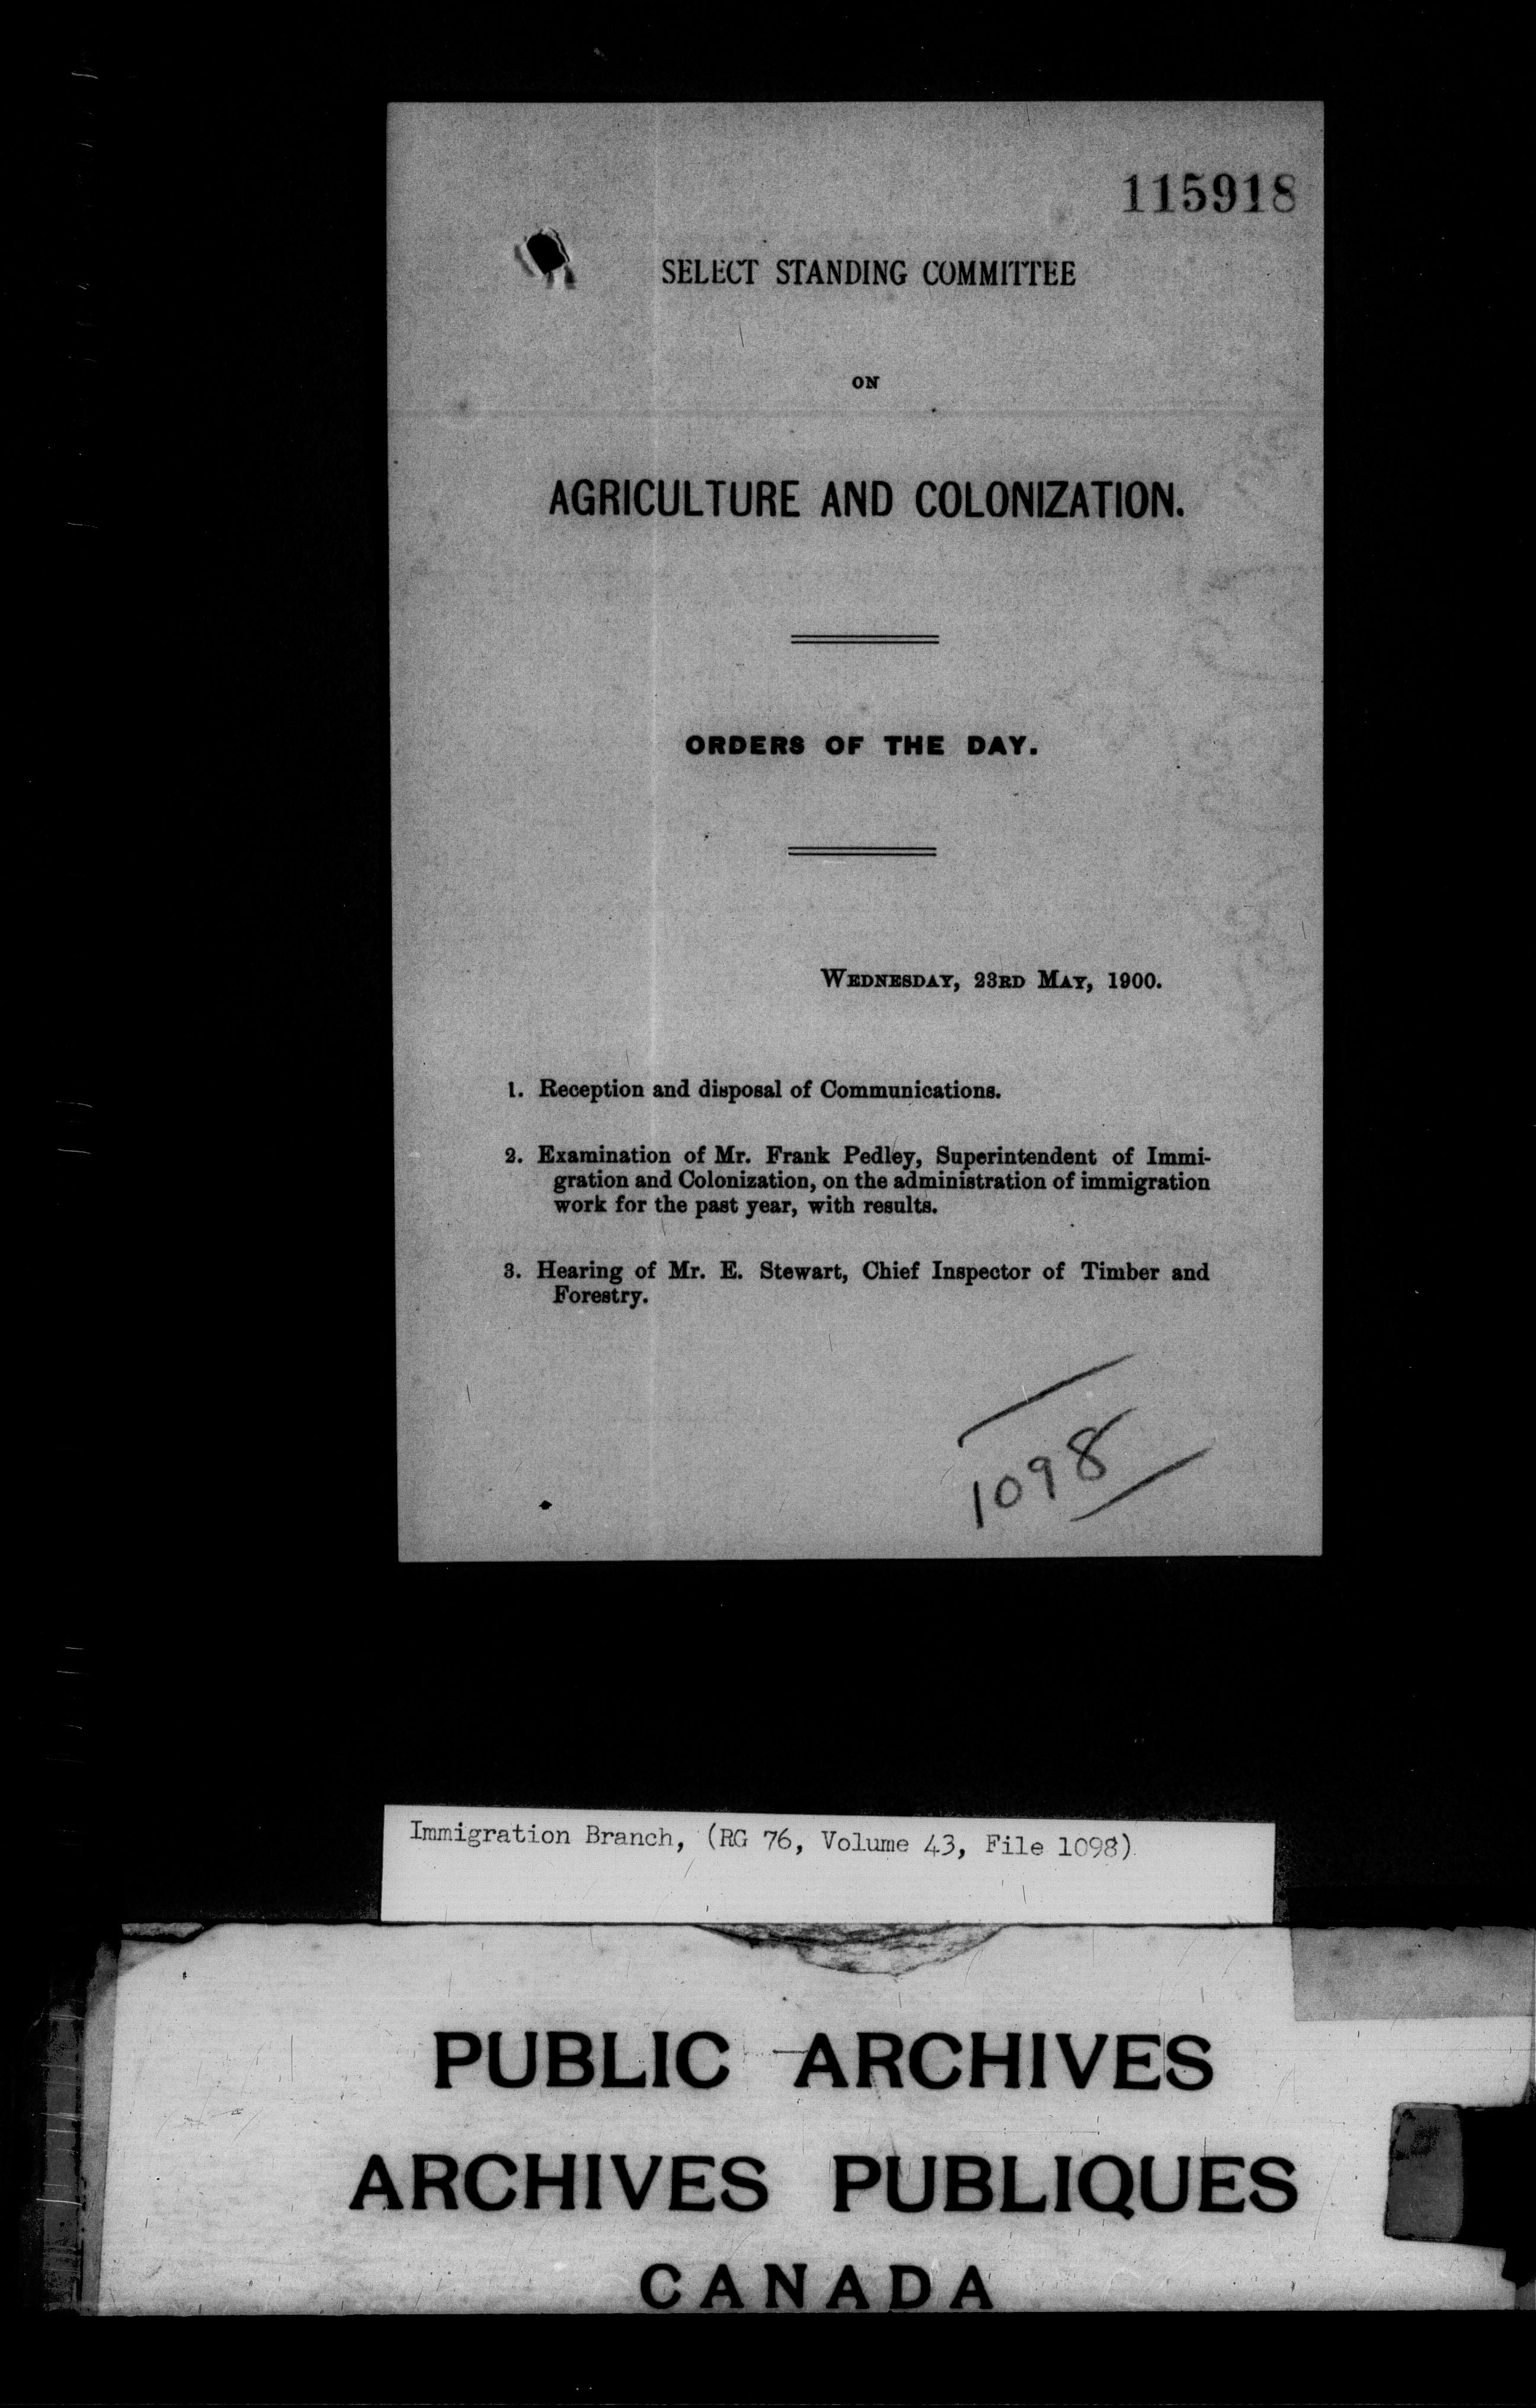 115918
SELECT STANDING COMMITTEE
ON
AGRICULTURE AND COLONIZATION.
ORDERS OF THE DAY.
WEDNESDAY, 23RD MAY, 1900.
1. Reception and disposal of Communications.
2. Examination of Mr. Frank Pedley, Superintendent of Immi-
gration and Colonization, on the administration of immigration
work for the past year, with results.
3. Hearing of Mr. E. Stewart, Chief Inspector of Timber and
Forestry.
1098
Immigration Branch, (RG 76, Volume 43, File 1098)
PUBLIC ARCHIVES
ARCHIVES PUBLIQUES
CANADA